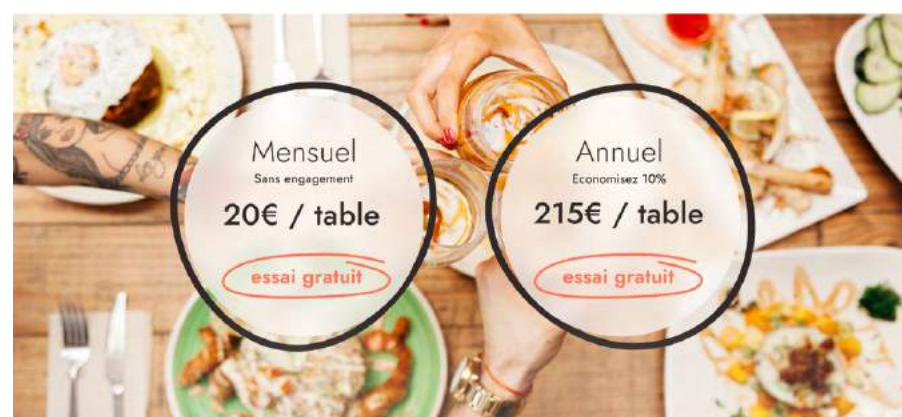 Mensuel
Sans engagement
20€ / table
essai gratuit
Annuel
Economisez 10%
215€ / table
essai gratuit